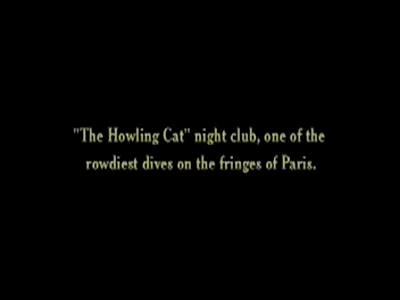 "The Howling Cat" night club, one of the
rowdiest dives on the fringes of Paris.